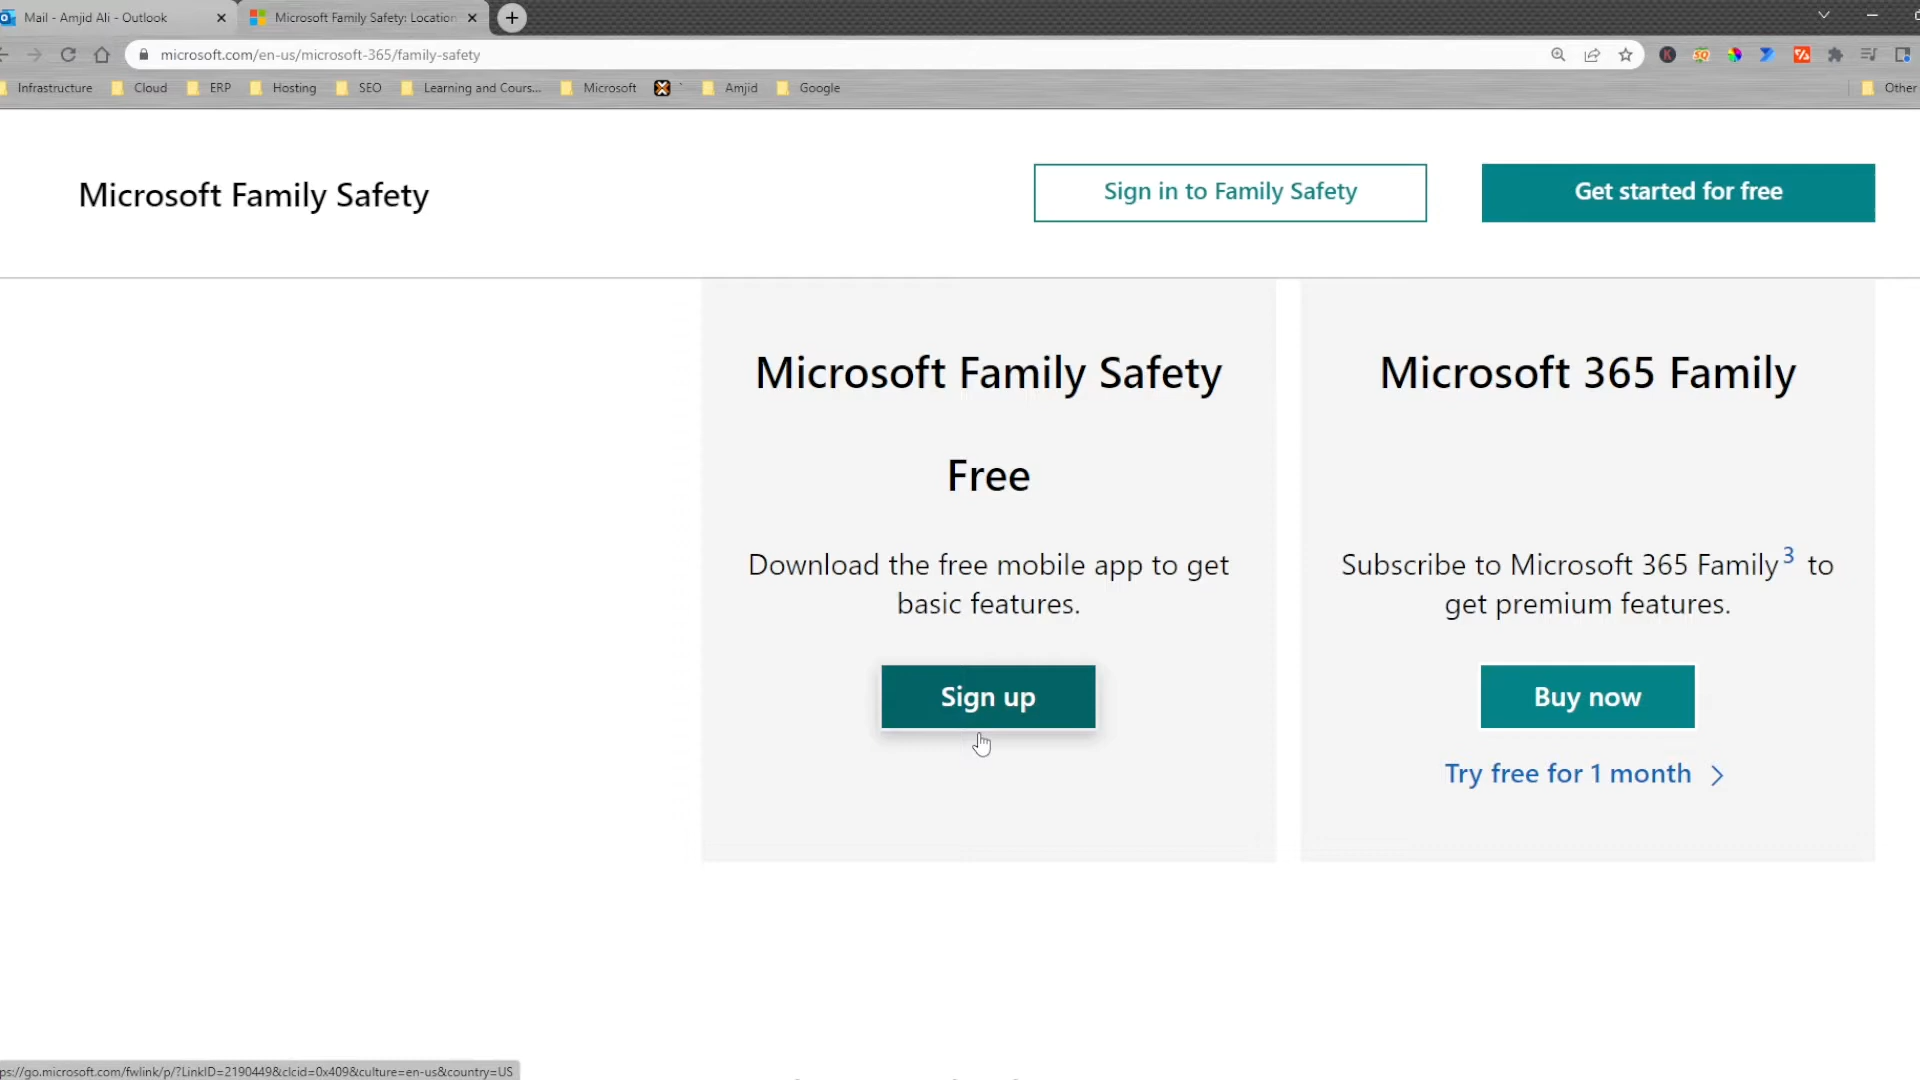 Mail - Amjid Ali - Outlook
Microsoft Family Safety: Location
microsoft.com/en-us/microsoft-365/family-safety
Infrastructure
Cloud
ERP
Hosting
SEO
Learning and Cours...
Microsoft
Amjid
Google
Other
Microsoft Family Safety
Sign in to Family Safety
Get started for free
Microsoft Family Safety
Free
Download the free mobile app to get
basic features.
Sign up
Microsoft 365 Family
Subscribe to Microsoft 365 Family3 to
get premium features.
Buy now
Try free for 1 month
ps://go.microsoft.com/fwlink/p/?LinkID=2190449&clcid=0x409&culture=en-us&country=US